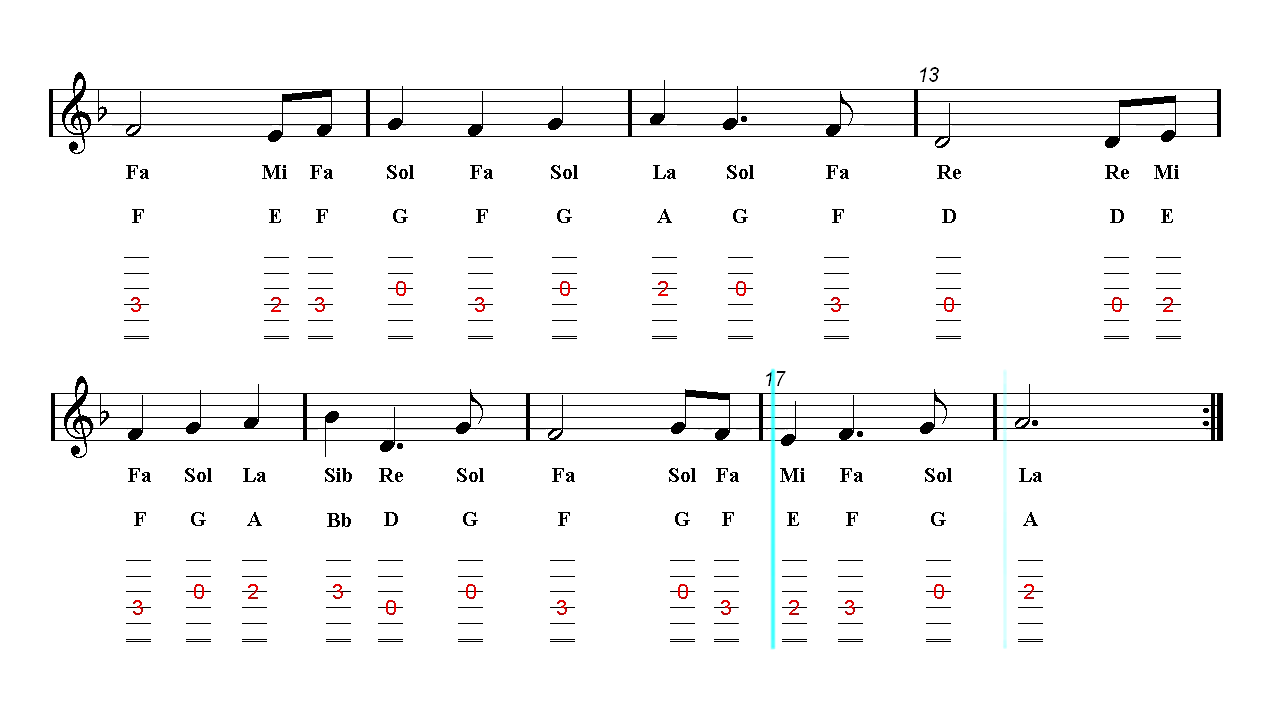 13
Fa Mi Fa Sol Fa Sol La Sol Fa Re Re Mi
F E F G F G A G F D D E
0 0 2 0
3 2 3 3 3 0 0 2
17
Fa Sol La Sib Re Sol Fa Sol Fa Mi Fa Sol La
F G A Bb D G F G F E F G A
0 2 3 0 0 0 2
3 0 3 3 2 3